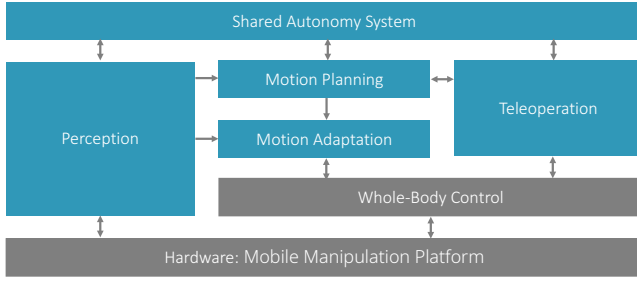 Shared Autonomy System
Motion Planning
Teleoperation
Perception
Motion Adaptation
Whole-Body Control
Hardware: Mobile Manipulation Platform